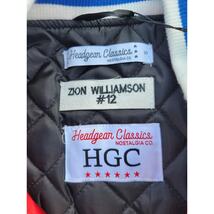 Headgear Classics
NOSTALGIA CO.
ZION WILLIAMSON
#12
Headgear Classics
NOSTALGIA CO.
HGC